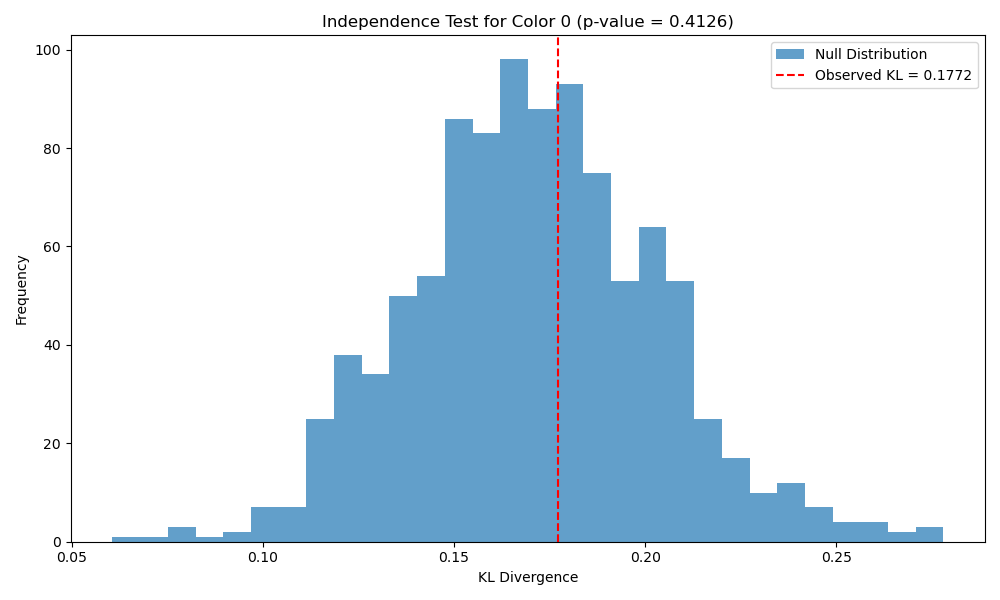 Independence Test for Color 0 (p-value = 0.4126)
Null Distribution
Observed KL = 0.1772
Frequency
100
80
60
40
20
0
0.05
0.10
0.15
0.20
0.25
KL Divergence